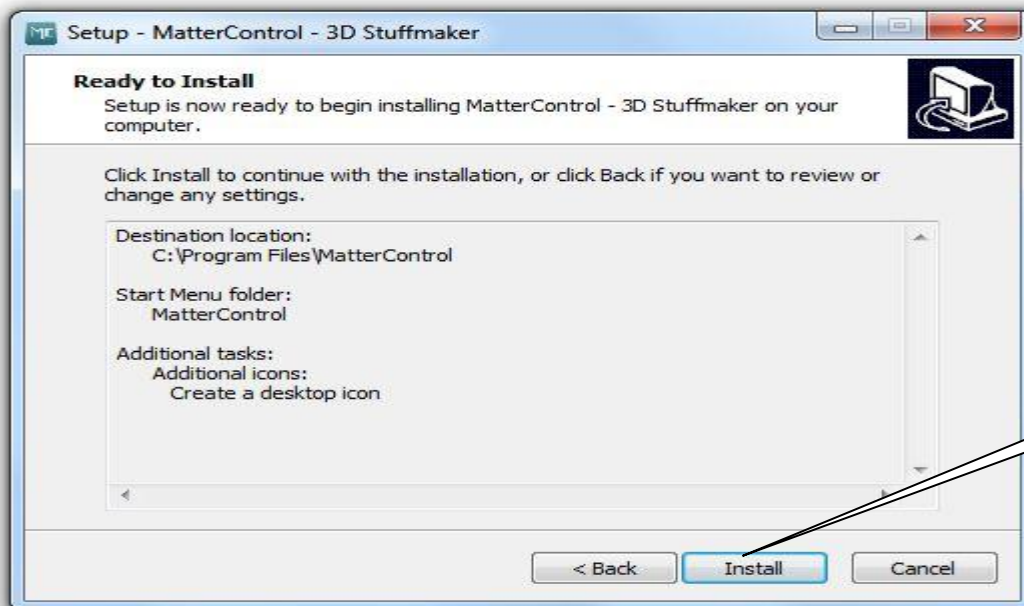 MC Setup - MatterControl - 3D Stuffmaker
Ready to Install
Setup is now ready to begin installing MatterControl - 3D Stuffmaker on your
computer.
Click Install to continue with the installation, or click Back if you want to review or
change any settings.
Destination location:
C:\Program Files\MatterControl
Start Menu folder:
MatterControl
Additional tasks:
Additional icons:
Create a desktop icon
< Back Install Cancel